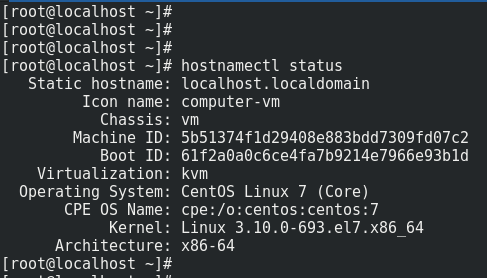 [root@localhost ~]#
[root@localhost ~]#
[root@localhost ~]#
[root@localhost ~]# hostnamectl status
   Static hostname: localhost.localdomain
         Icon name: computer-vm
           Chassis: vm
        Machine ID: 5b51374f1d29408e883bdd7309fd07c2
           Boot ID: 61f2a0a0c6ce4fa7b9214e7966e93b1d
    Virtualization: kvm
  Operating System: CentOS Linux 7 (Core)
       CPE OS Name: cpe:/o:centos:centos:7
            Kernel: Linux 3.10.0-693.el7.x86_64
      Architecture: x86-64
[root@localhost ~]#
[root@localhost ~]#